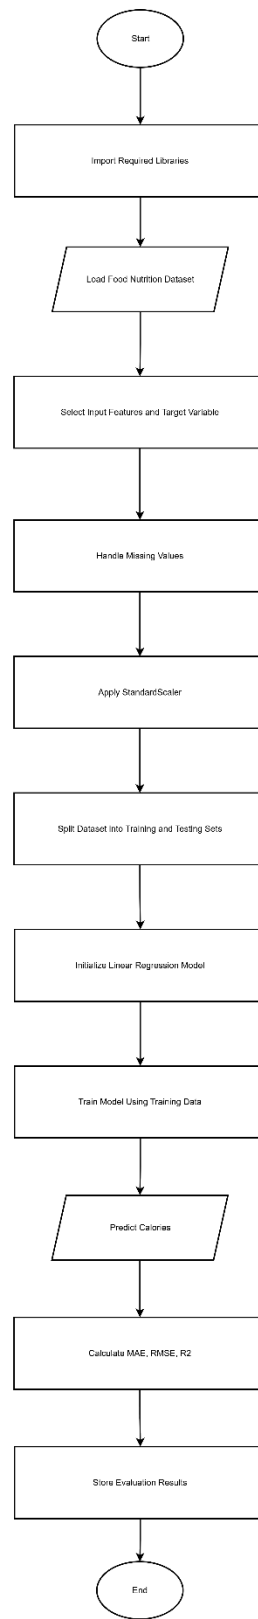 Start
Import Required Libraries
Load Food Nutrition Dataset
Select Input Features and Target Variable
Handle Missing Values
Apply StandardScaler
Split Dataset into Training and Testing Sets
Initialize Linear Regression Model
Train Model Using Training Data
Predict Calories
Calculate MAE, RMSE, R2
Store Evaluation Results
End